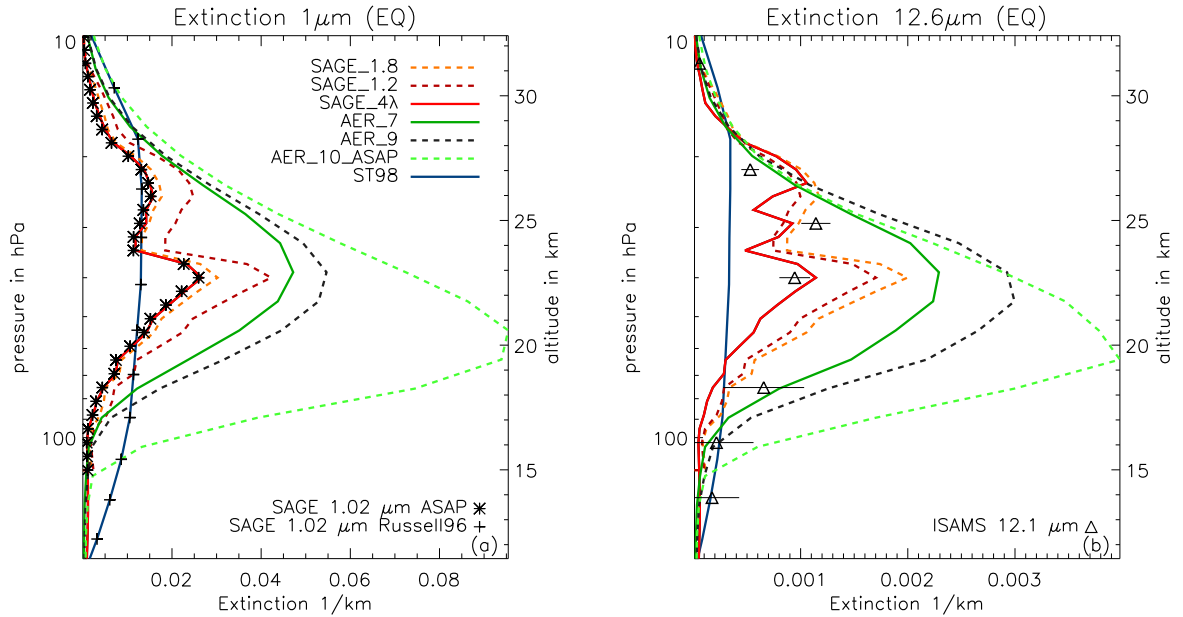 Extinction 1μm (EQ)
10
pressure in hPa
100
SAGE_1.8
SAGE_1.2
SAGE_4λ
AER_7
AER_9
AER_10_ASAP
ST98
30
25
20
15
altitude in km
SAGE 1.02 μm ASAP
SAGE 1.02 μm Russell96
(a)
0.02 0.04 0.06 0.08
Extinction 1/km
Extinction 12.6μm (EQ)
10
pressure in hPa
100
30
25
20
15
altitude in km
ISAMS 12.1 μm
(b)
0.001 0.002 0.003
Extinction 1/km